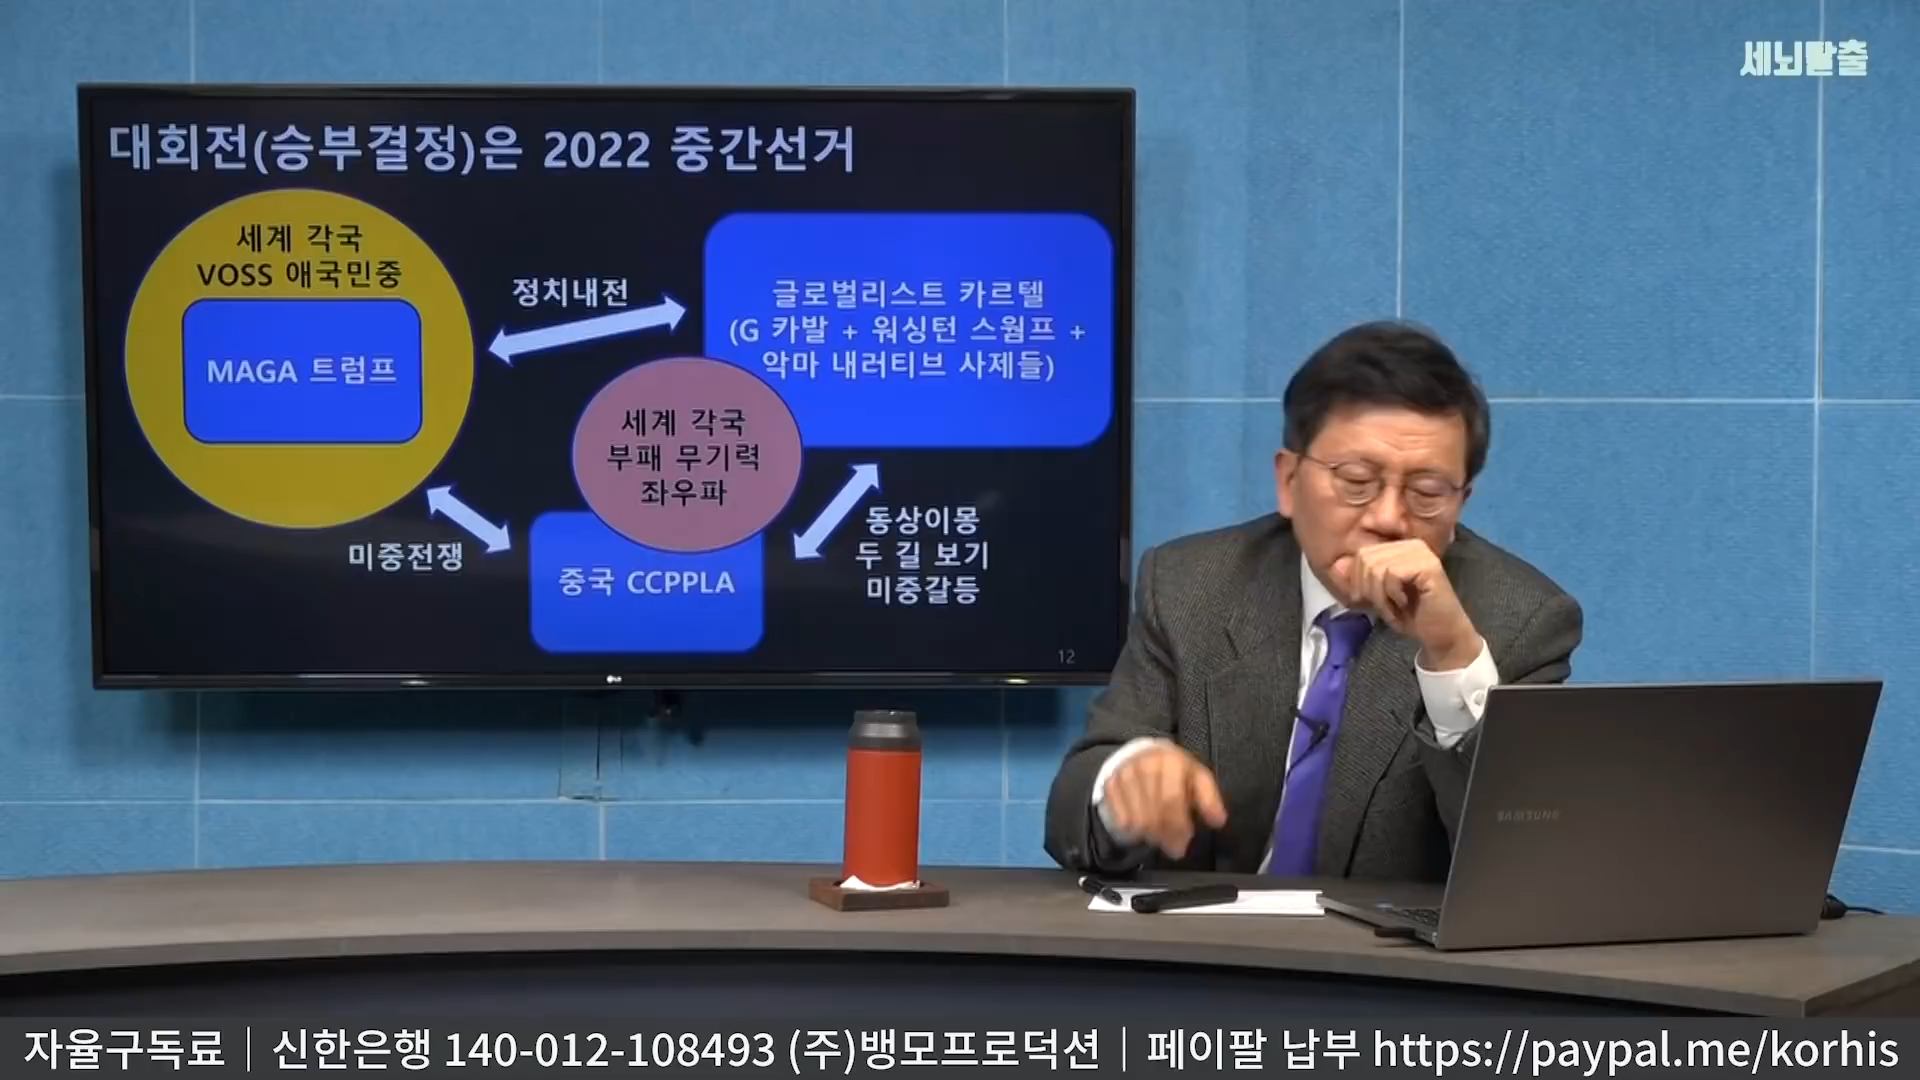 세뇌탈출
대회전(승부결정)은 2022 중간선거
세계 각국
VOSS 애국민중
MAGA 트럼프
정치내전
글로벌리스트 카르텔
(G 카발 + 워싱턴 스웜프 +
악마 내러티브 사제들)
세계 각국
부패 무기력
좌우파
미중전쟁
중국 CCPPLA
동상이몽
두 길 보기
미중갈등
12
LG
SAMSUNG
자율구독료│신한은행 140-012-108493 (주)뱅모프로덕션│페이팔 납부 https://paypal.me/korhis